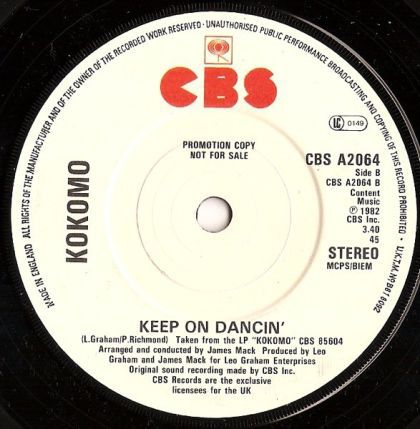 ALL RIGHTS OF THE MANUFACTURER AND OF THE OWNER OF THE RECORDED WORK RESERVED · UNAUTHORISED PUBLIC PERFORMANCE BROADCASTING AND COPYING OF THIS RECORD PROHIBITED · U.K.T.M. Nº B 816092
MADE IN ENGLAND
CBS
LC 0149
PROMOTION COPY
NOT FOR SALE
KOKOMO
CBS A2064
Side B
CBS A2064 B
Content
Music
℗ 1982
CBS Inc.
3.40
45
STEREO
MCPS/BIEM
KEEP ON DANCIN'
(L.Graham/P.Richmond) Taken from the LP "KOKOMO" CBS 85604
Arranged and conducted by James Mack Produced by Leo
Graham and James Mack for Leo Graham Enterprises
Original sound recording made by CBS Inc.
CBS Records are the exclusive
licensees for the UK